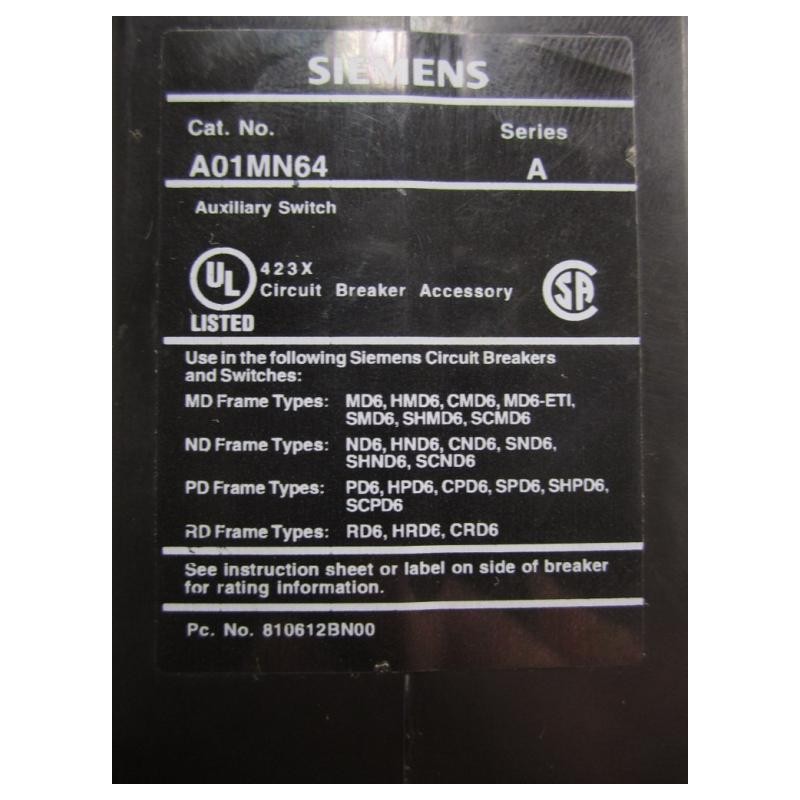 SIEMENS
Cat. No. Series
A01MN64 A
Auxiliary Switch
UL 423X
Circuit Breaker Accessory CSA
LISTED
Use in the following Siemens Circuit Breakers
and Switches:
MD Frame Types: MD6, HMD6, CMD6, MD6-ETI,
SMD6, SHMD6, SCMD6
ND Frame Types: ND6, HND6, CND6, SND6,
SHND6, SCND6
PD Frame Types: PD6, HPD6, CPD6, SPD6, SHPD6,
SCPD6
RD Frame Types: RD6, HRD6, CRD6
See instruction sheet or label on side of breaker
for rating information.
Pc. No. 810612BN00